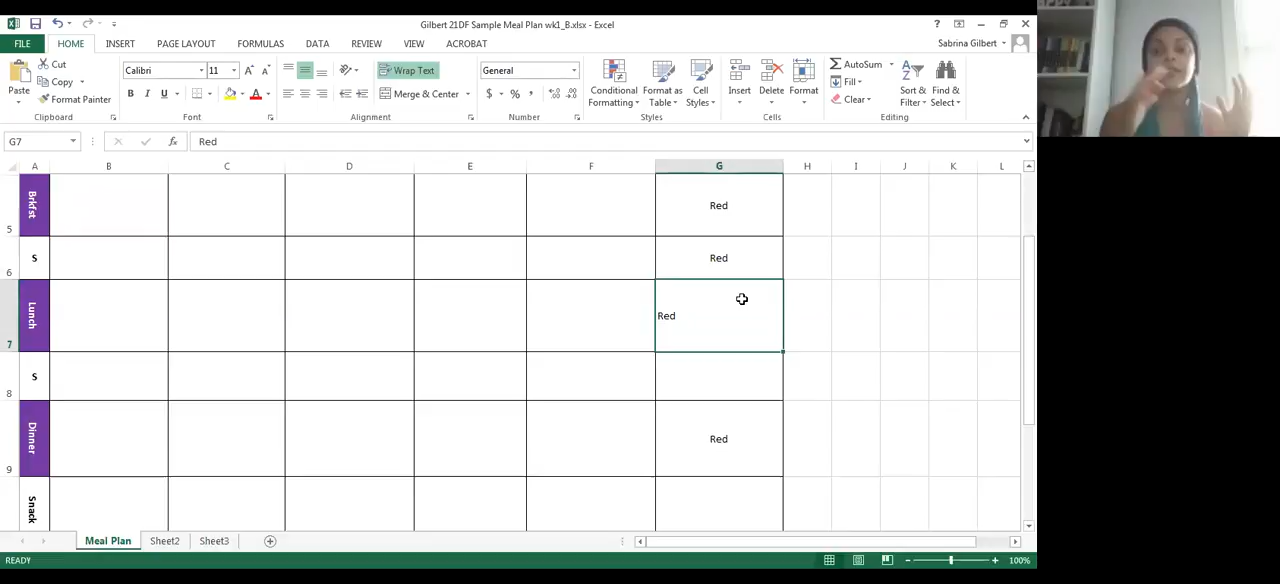 Gilbert 21DF Sample Meal Plan wk1_B.xlsx - Excel
FILE HOME INSERT PAGE LAYOUT FORMULAS DATA REVIEW VIEW ACROBAT Sabrina Gilbert
Paste
Cut
Copy
Format Painter
Clipboard
Calibri 11
B I U
Font
Wrap Text
Merge & Center
Alignment
General
$ % ,
Number
Conditional Formatting
Format as Table
Cell Styles
Styles
Insert
Delete
Format
Cells
AutoSum
Fill
Clear
Sort & Filter
Find & Select
Editing
G7 fx Red
A B C D E F G H I J K L
5 Brkfst Red
6 S Red
7 Lunch Red
8 S
9 Dinner Red
Snack
Meal Plan Sheet2 Sheet3
READY 100%